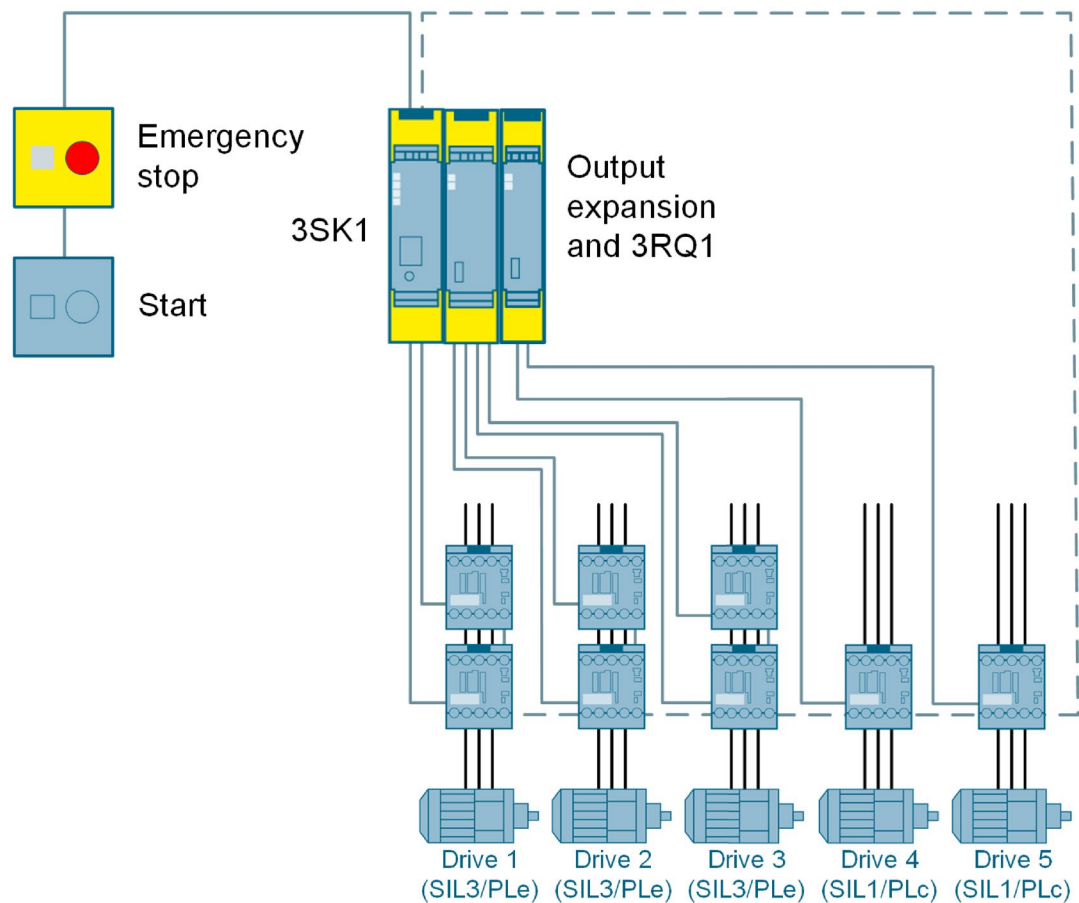 Emergency
stop
3SK1
Output
expansion
and 3RQ1
Start
Drive 1
(SIL3/PLe)
Drive 2
(SIL3/PLe)
Drive 3
(SIL3/PLe)
Drive 4
(SIL1/PLc)
Drive 5
(SIL1/PLc)